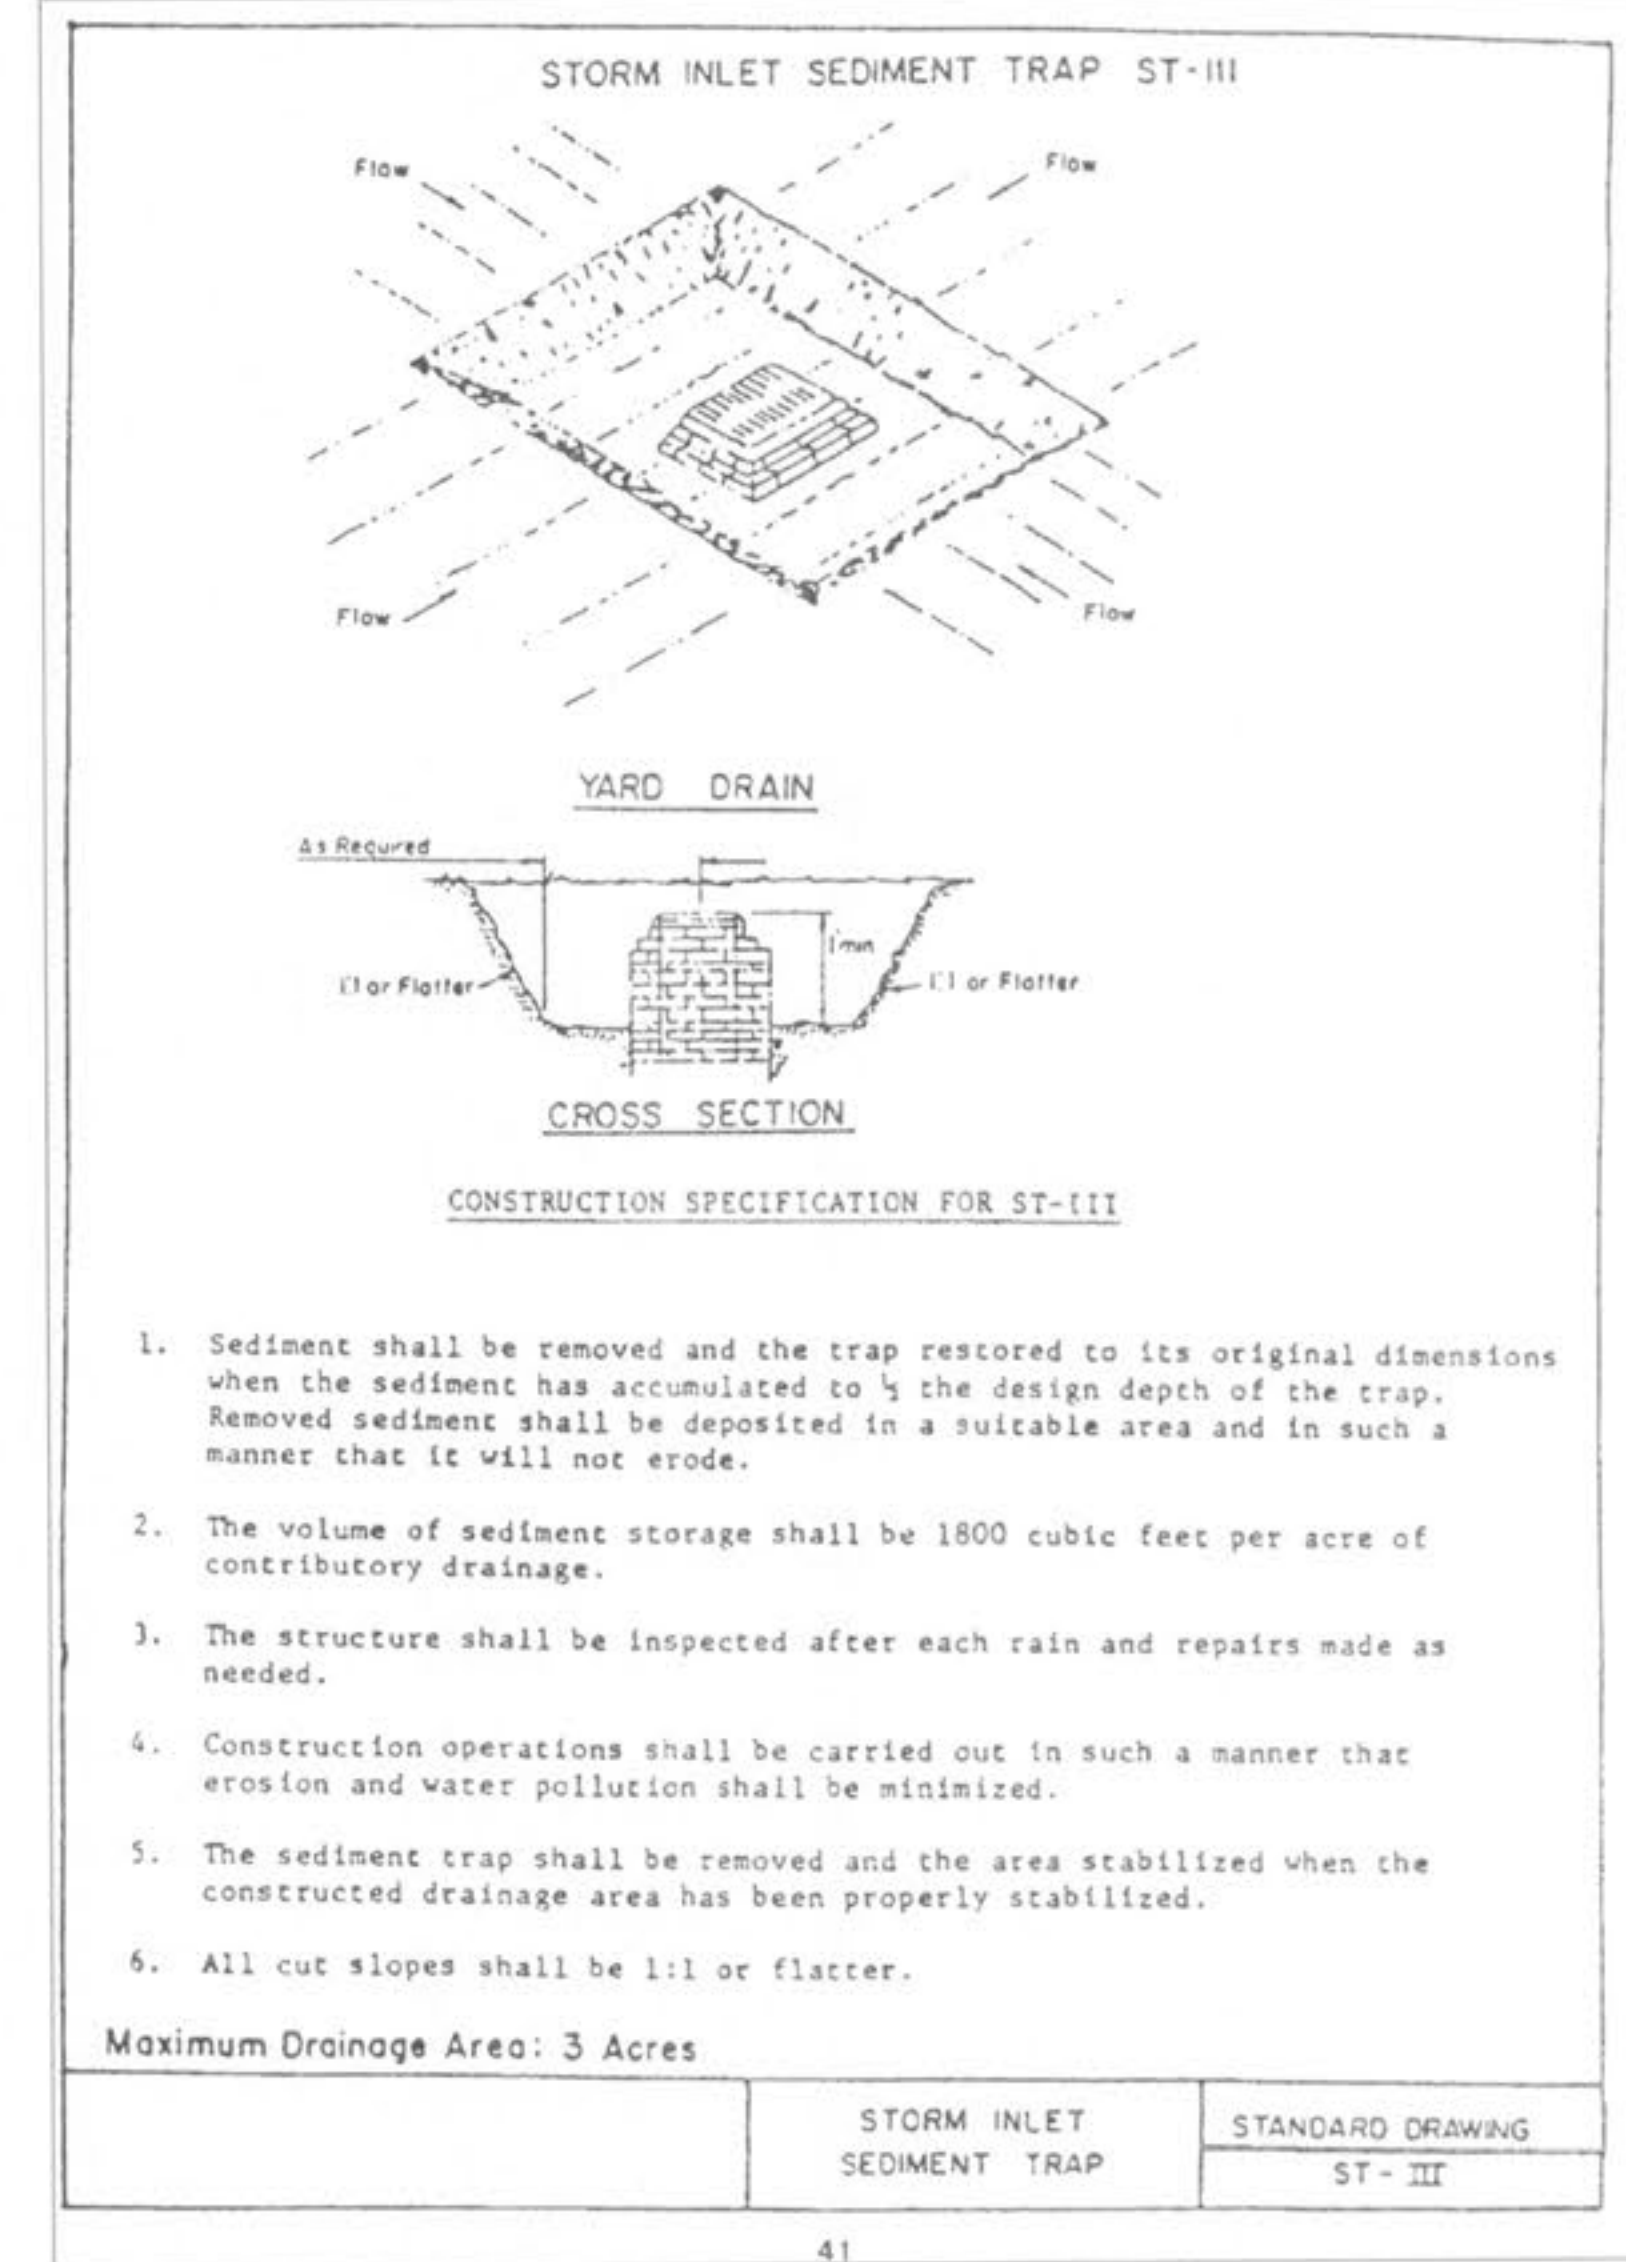 STORM INLET SEDIMENT TRAP ST-III
Flow
Flow
Flow
Flow
YARD DRAIN
As Required
1' min
1:1 or Flatter
1:1 or Flatter
CROSS SECTION
CONSTRUCTION SPECIFICATION FOR ST-III
1. Sediment shall be removed and the trap restored to its original dimensions
when the sediment has accumulated to ½ the design depth of the trap.
Removed sediment shall be deposited in a suitable area and in such a
manner that it will not erode.
2. The volume of sediment storage shall be 1800 cubic feet per acre of
contributory drainage.
3. The structure shall be inspected after each rain and repairs made as
needed.
4. Construction operations shall be carried out in such a manner that
erosion and water pollution shall be minimized.
5. The sediment trap shall be removed and the area stabilized when the
constructed drainage area has been properly stabilized.
6. All cut slopes shall be 1:1 or flatter.
Maximum Drainage Area: 3 Acres
STORM INLET
SEDIMENT TRAP
STANDARD DRAWING
ST - III
41